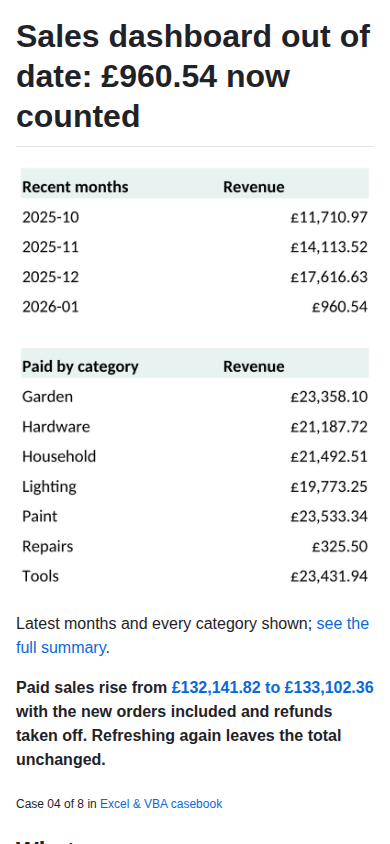 Sales dashboard out of
date: £960.54 now
counted
Recent months Revenue
2025-10 £11,710.97
2025-11 £14,113.52
2025-12 £17,616.63
2026-01 £960.54
Paid by category Revenue
Garden £23,358.10
Hardware £21,187.72
Household £21,492.51
Lighting £19,773.25
Paint £23,533.34
Repairs £325.50
Tools £23,431.94
Latest months and every category shown; see the
full summary.
Paid sales rise from £132,141.82 to £133,102.36
with the new orders included and refunds
taken off. Refreshing again leaves the total
unchanged.
Case 04 of 8 in Excel & VBA casebook